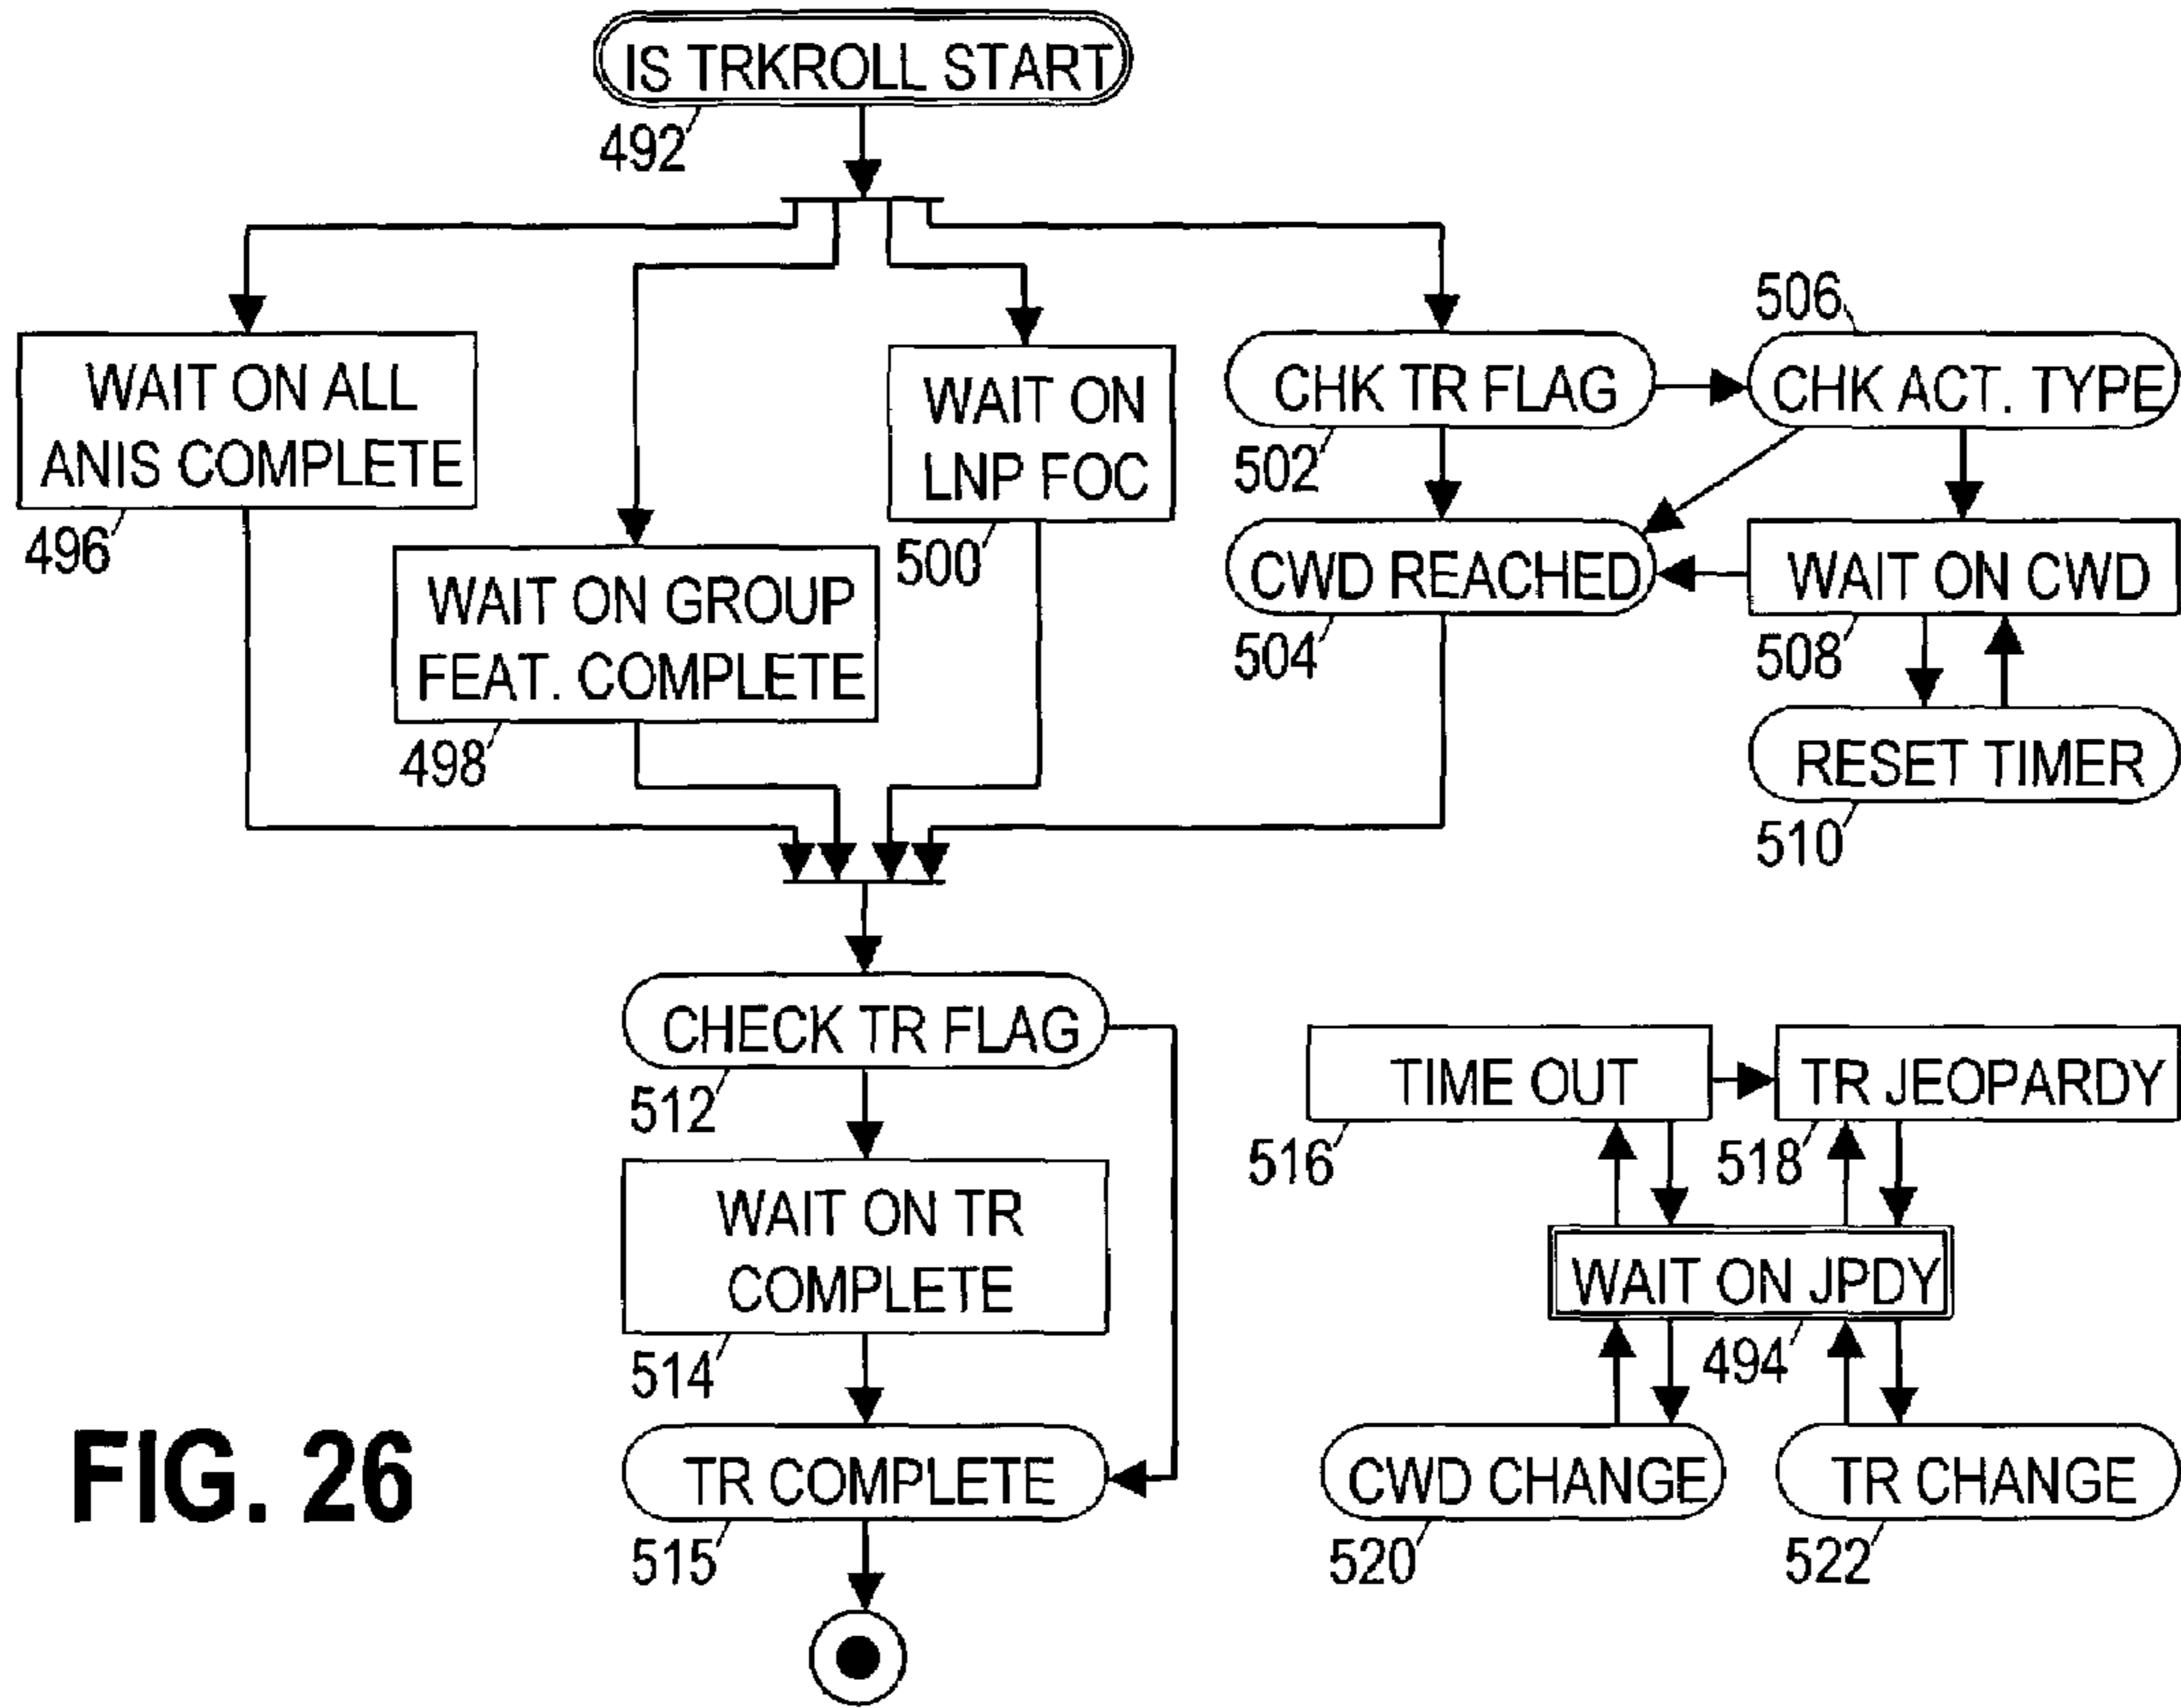 IS TRKROLL START
492
506
WAIT ON ALL
ANIS COMPLETE
496
WAIT ON GROUP
FEAT. COMPLETE
498
WAIT ON
LNP FOC
500
CHK TR FLAG
502
CHK ACT. TYPE
CWD REACHED
504
WAIT ON CWD
508
RESET TIMER
510
CHECK TR FLAG
512
WAIT ON TR
COMPLETE
514
TR COMPLETE
515
TIME OUT
516
TR JEOPARDY
518
WAIT ON JPDY
494
CWD CHANGE
520
TR CHANGE
522
FIG. 26